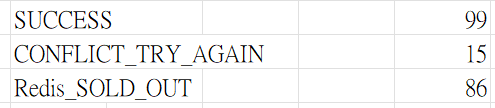 SUCCESS 99
CONFLICT_TRY_AGAIN 15
Redis_SOLD_OUT 86